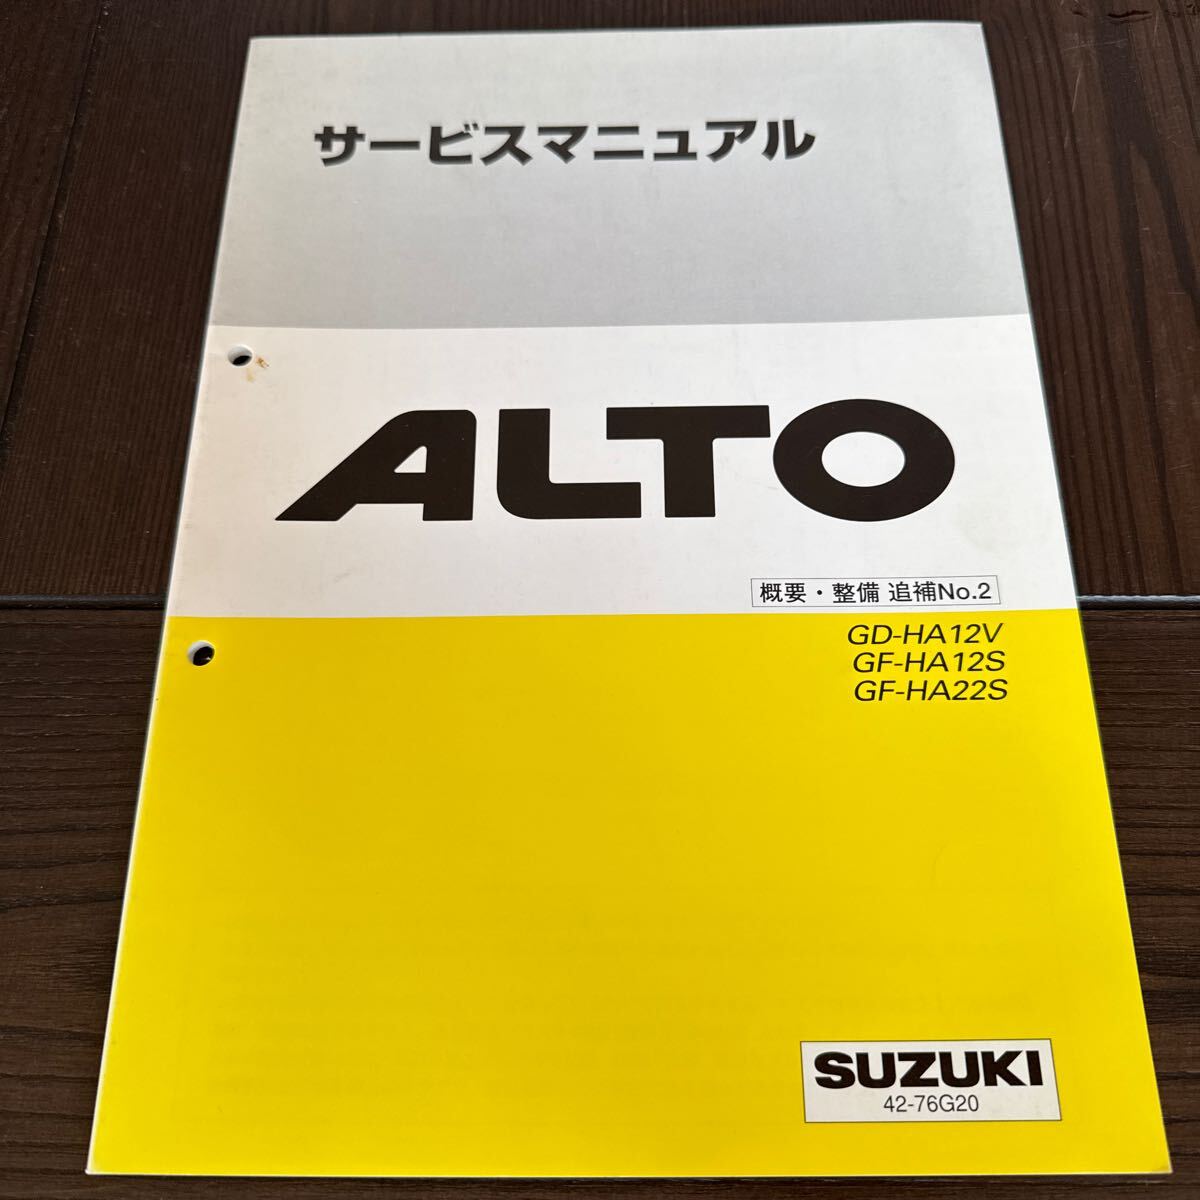 サービスマニュアル
ALTO
概要・整備 追補No.2
GD-HA12V
GF-HA12S
GF-HA22S
SUZUKI
42-76G20